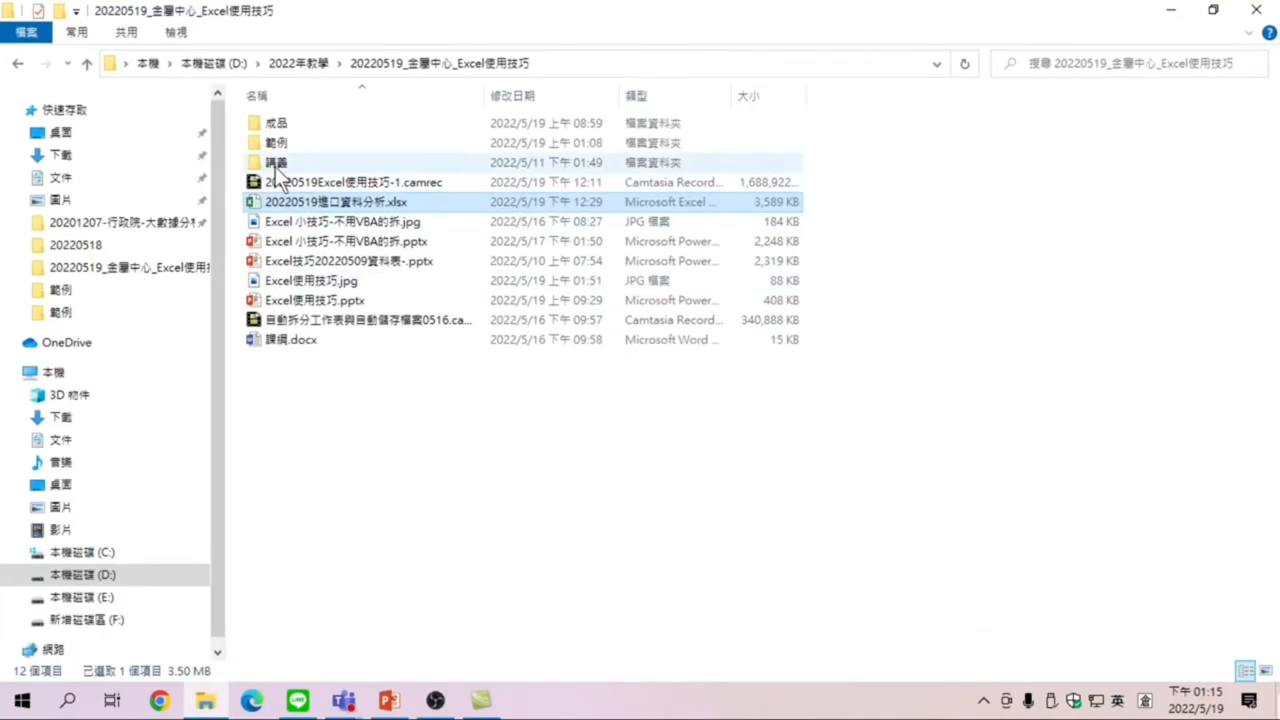 20220519_金屬中心_Excel使用技巧
檔案 常用 共用 檢視
本機 本機磁碟 (D:) 2022年教學 20220519_金屬中心_Excel使用技巧
搜尋 20220519_金屬中心_Excel使用技巧
名稱 修改日期 類型 大小
成品 2022/5/19 上午 08:59 檔案資料夾
範例 2022/5/19 上午 01:08 檔案資料夾
講義 2022/5/11 下午 01:49 檔案資料夾
20220519Excel使用技巧-1.camrec 2022/5/19 下午 12:11 Camtasia Record... 1,688,922...
20220519進口資料分析.xlsx 2022/5/19 下午 12:29 Microsoft Excel ... 3,589 KB
Excel 小技巧-不用VBA的拆.jpg 2022/5/16 下午 08:27 JPG 檔案 184 KB
Excel 小技巧-不用VBA的拆.pptx 2022/5/17 下午 01:50 Microsoft Power... 2,248 KB
Excel技巧20220509資料表-.pptx 2022/5/10 上午 07:54 Microsoft Power... 2,319 KB
Excel使用技巧.jpg 2022/5/19 上午 01:51 JPG 檔案 88 KB
Excel使用技巧.pptx 2022/5/19 上午 09:29 Microsoft Power... 408 KB
自動拆分工作表與自動儲存檔案0516.ca... 2022/5/16 下午 09:57 Camtasia Record... 340,888 KB
課綱.docx 2022/5/16 下午 09:58 Microsoft Word ... 15 KB
快速存取
桌面
下載
文件
圖片
20201207-行政院-大數據分析
20220518
20220519_金屬中心_Excel使用技
範例
範例
OneDrive
本機
3D 物件
下載
文件
音樂
桌面
圖片
影片
本機磁碟 (C:)
本機磁碟 (D:)
本機磁碟 (E:)
新增磁碟區 (F:)
網路
12 個項目 已選取 1 個項目 3.50 MB
LINE
英
倉
下午 01:15
2022/5/19